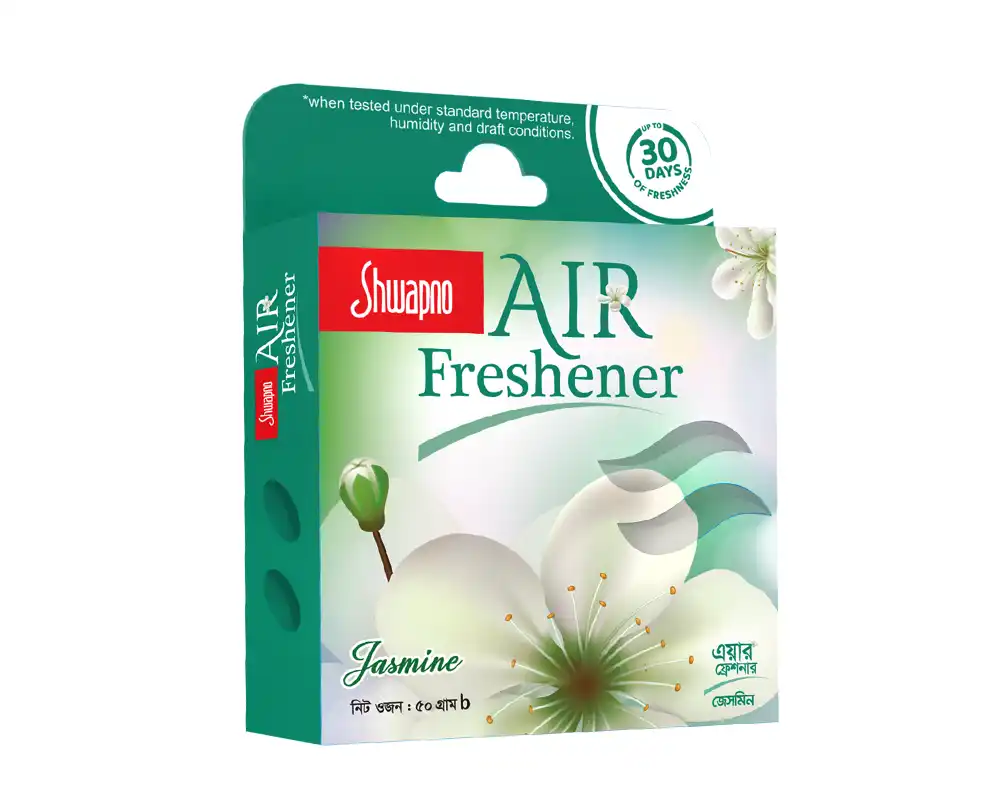 *when tested under standard temperature,
humidity and draft conditions.
UP TO
30
DAYS
OF FRESHNESS
Shwapno
AIR
Freshener
Shwapno
AIR
Freshener
Jasmine
নিট ওজন : ৫০ গ্রাম b
এয়ার
ফ্রেশনার
জেসমিন